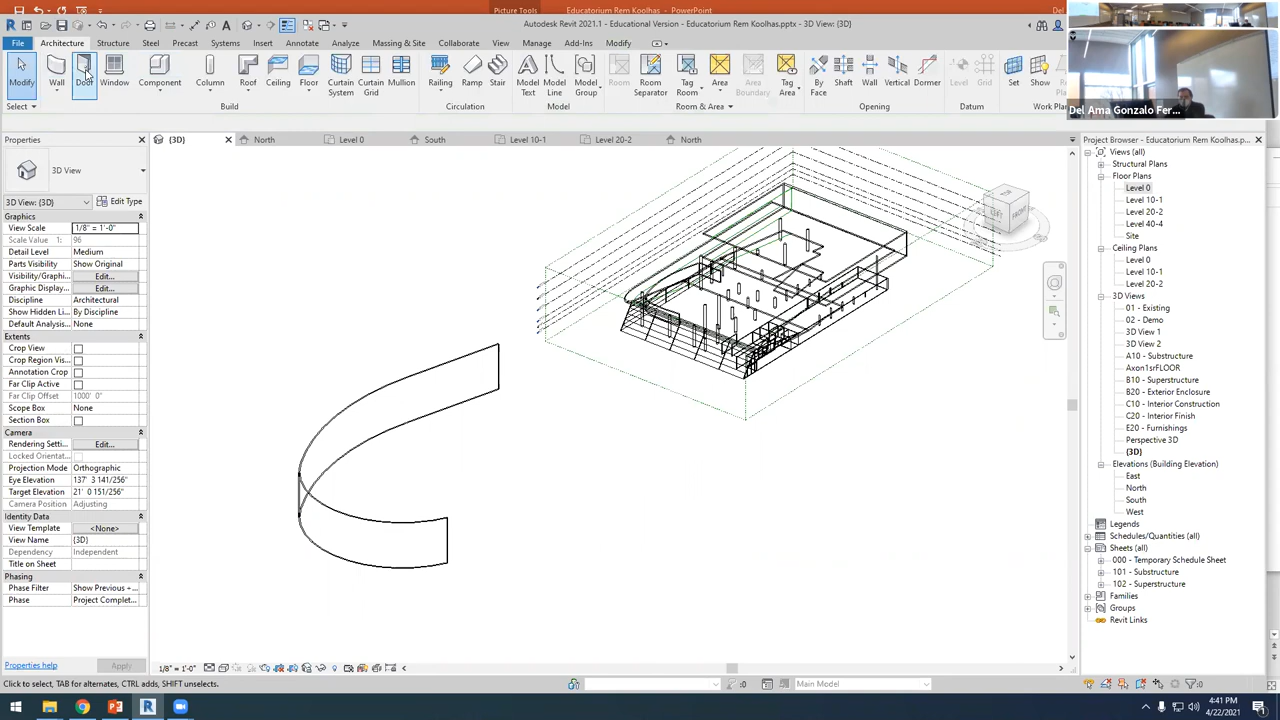 Picture Tools
Educatorium Rem Koolhas.pptx - PowerPoint
Autodesk Revit 2021.1 - Educational Version - Educatorium Rem Koolhas.pptx - 3D View: {3D}
File Architecture Structure Steel Precast Systems Insert Annotate Analyze Massing & Site Collaborate View Manage Add-Ins Modify
Modify Wall Door Window Component Column Roof Ceiling Floor Curtain System Curtain Grid Mullion Railing Ramp Stair Model Text Model Line Model Group Room Room Separator Tag Room Area Area Boundary Tag Area By Face Shaft Wall Vertical Dormer Level Grid Set Show
Select Build Circulation Model Room & Area Opening Datum Work Plan
Del Ama Gonzalo Fer...
Properties
(3D) North Level 0 South Level 10-1 Level 20-2 North
3D View
3D View: {3D} Edit Type
Graphics
View Scale 1/8" = 1'-0"
Scale Value 1: 96
Detail Level Medium
Parts Visibility Show Original
Visibility/Graphi... Edit...
Graphic Display... Edit...
Discipline Architectural
Show Hidden Li... By Discipline
Default Analysis... None
Extents
Crop View
Crop Region Vis...
Annotation Crop
Far Clip Active
Far Clip Offset 1000' 0"
Scope Box None
Section Box
Camera
Rendering Setti... Edit...
Locked Orientat...
Projection Mode Orthographic
Eye Elevation 137' 3 141/256"
Target Elevation 21' 0 151/256"
Camera Position Adjusting
Identity Data
View Template <None>
View Name {3D}
Dependency Independent
Title on Sheet
Phasing
Phase Filter Show Previous +...
Phase Project Complet...
Properties help Apply
TOP
LEFT FRONT
1/8" = 1'-0"
Project Browser - Educatorium Rem Koolhas.pptx
Views (all)
Structural Plans
Floor Plans
Level 0
Level 10-1
Level 20-2
Level 40-4
Site
Ceiling Plans
Level 0
Level 10-1
Level 20-2
3D Views
01 - Existing
02 - Demo
3D View 1
3D View 2
A10 - Substructure
Axon1srFLOOR
B10 - Superstructure
B20 - Exterior Enclosure
C10 - Interior Construction
C20 - Interior Finish
E20 - Furnishings
Perspective 3D
{3D}
Elevations (Building Elevation)
East
North
South
West
Legends
Schedules/Quantities (all)
Sheets (all)
000 - Temporary Schedule Sheet
101 - Substructure
102 - Superstructure
Families
Groups
Revit Links
Click to select, TAB for alternates, CTRL adds, SHIFT unselects.
:0 Main Model :0
4:41 PM
4/22/2021